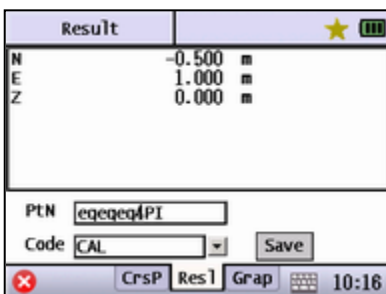 Result
N -0.500 m
E 1.000 m
Z 0.000 m
PtN eqeqeq4PI
Code CAL Save
CrsP Resl Grap 10:16